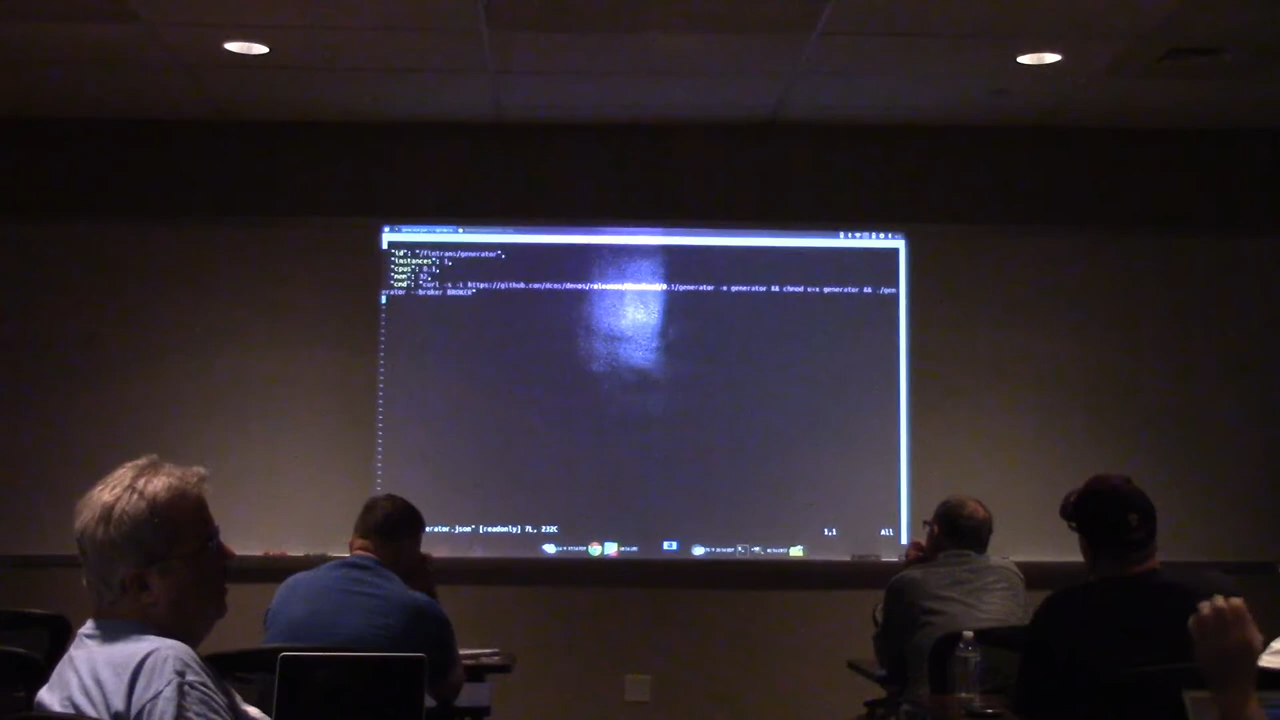 "id": "/fintrans/generator",
"instances": 1,
"cpus": 0.1,
"mem": 32,
"cmd": "curl -s -L https://github.com/dcos/demos/releases/download/0.1/generator -o generator && chmod u+x generator && ./gen
erator --broker BROKER"
erator.json" [readonly] 7L, 232C 1,1 All